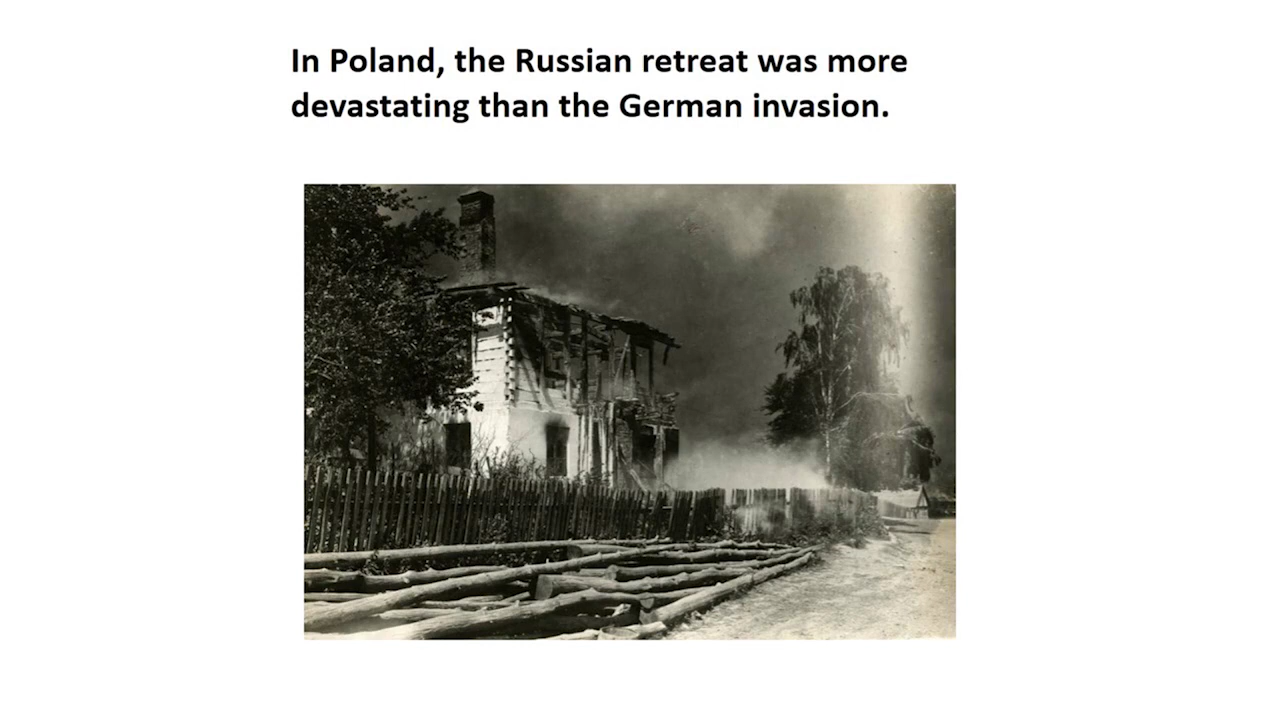 In Poland, the Russian retreat was more
devastating than the German invasion.